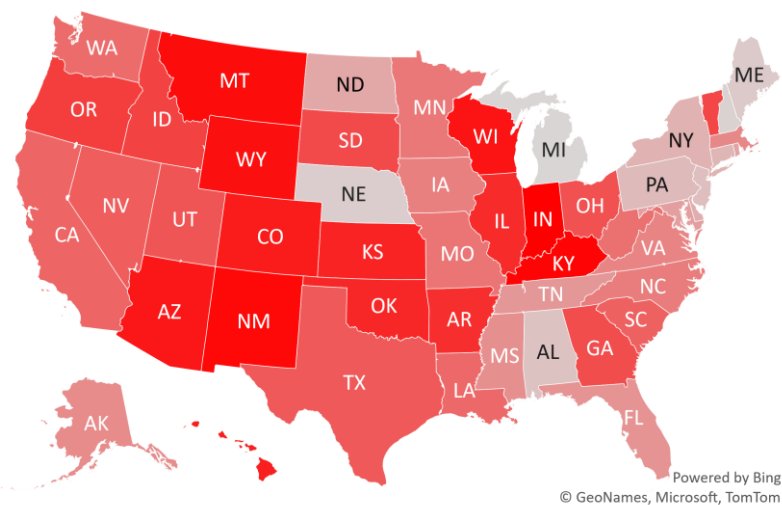 WA
MT
ND
MN
ME
OR
ID
SD
WI
MI
NY
WY
NE
IA
PA
NV
UT
CO
KS
MO
IL
IN
OH
CA
KY
VA
AZ
NM
OK
AR
TN
NC
TX
LA
MS
AL
GA
SC
AK
FL
Powered by Bing
© GeoNames, Microsoft, TomTom